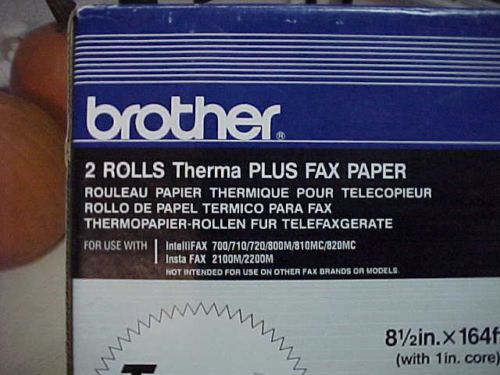 brother®
2 ROLLS Therma PLUS FAX PAPER
ROULEAU PAPIER THERMIQUE POUR TELECOPIEUR
ROLLO DE PAPEL TERMICO PARA FAX
THERMOPAPIER-ROLLEN FUR TELEFAXGERATE
FOR USE WITH IntelliFAX 700/710/720/800M/810MC/820MC
Insta FAX 2100M/2200M
NOT INTENDED FOR USE ON OTHER FAX BRANDS OR MODELS.
8½in.×164f
(with 1in. core)